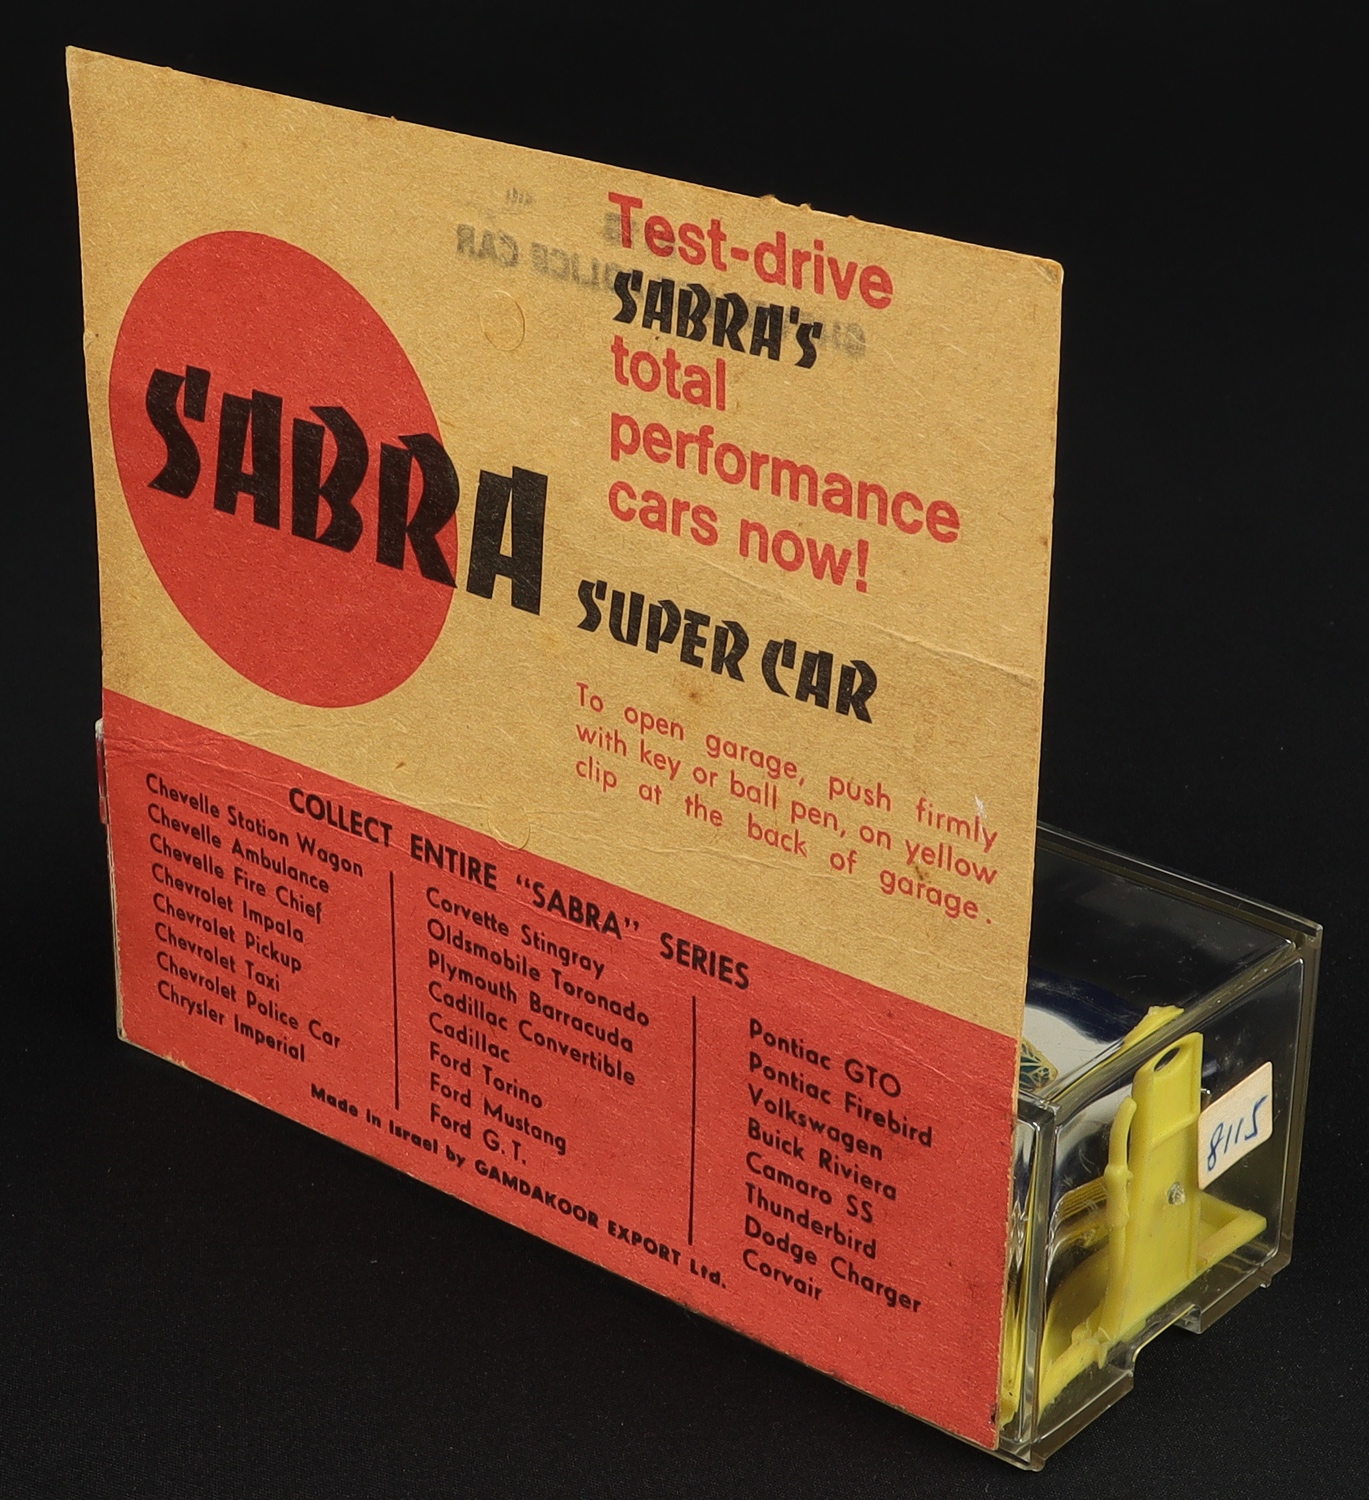 Test-drive
SABRA'S
total
performance
cars now!
SABRA
SUPER CAR
To open garage, push firmly
with key or ball pen, on yellow
clip at the back of garage.
COLLECT ENTIRE “SABRA” SERIES
Chevelle Station Wagon
Chevelle Ambulance
Chevelle Fire Chief
Chevrolet Impala
Chevrolet Pickup
Chevrolet Taxi
Chevrolet Police Car
Chrysler Imperial
Corvette Stingray
Oldsmobile Toronado
Plymouth Barracuda
Cadillac Convertible
Cadillac
Ford Torino
Ford Mustang
Ford G. T.
Pontiac GTO
Pontiac Firebird
Volkswagen
Buick Riviera
Camaro SS
Thunderbird
Dodge Charger
Corvair
Made in Israel by GAMDAKOOR EXPORT Ltd.
8115
POLICE CAR